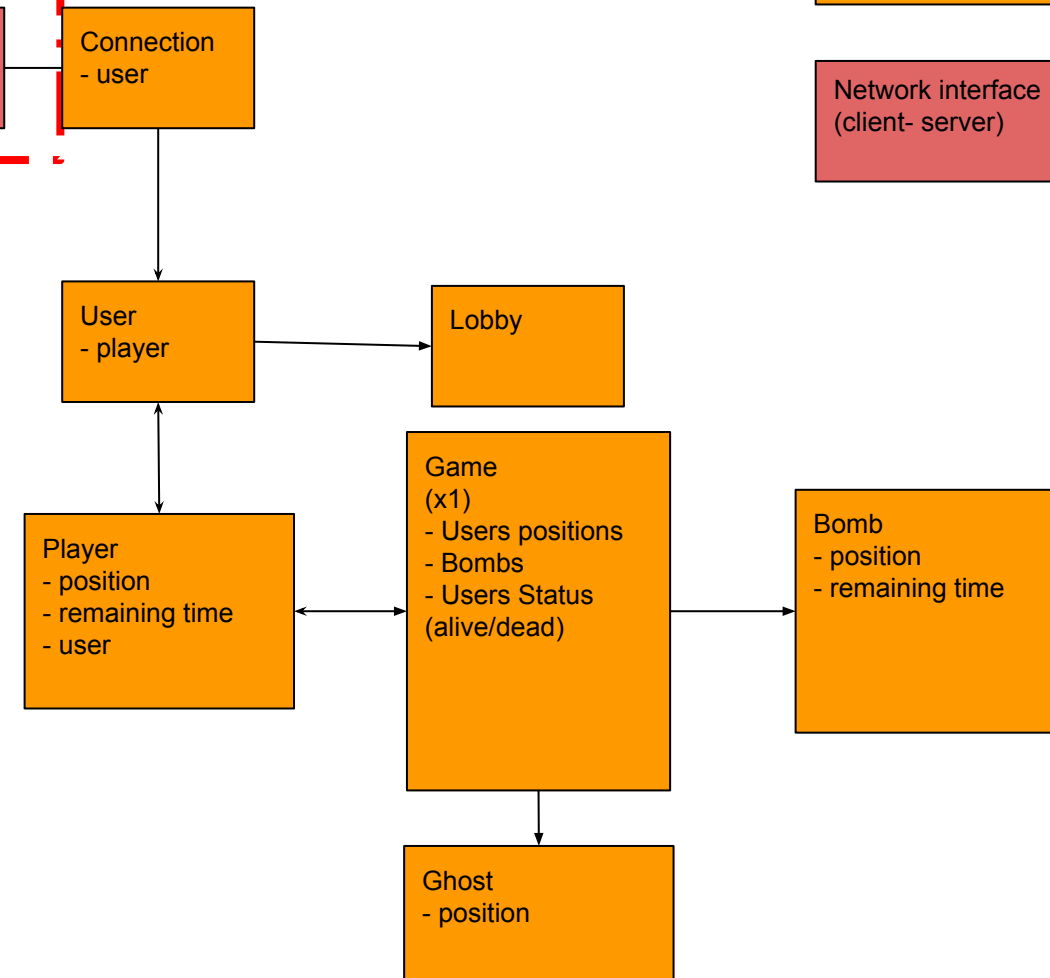 Connection
- user
Network interface
(client- server)
User
- player
Lobby
Game
(x1)
- Users positions
- Bombs
- Users Status
(alive/dead)
Player
- position
- remaining time
- user
Bomb
- position
- remaining time
Ghost
- position